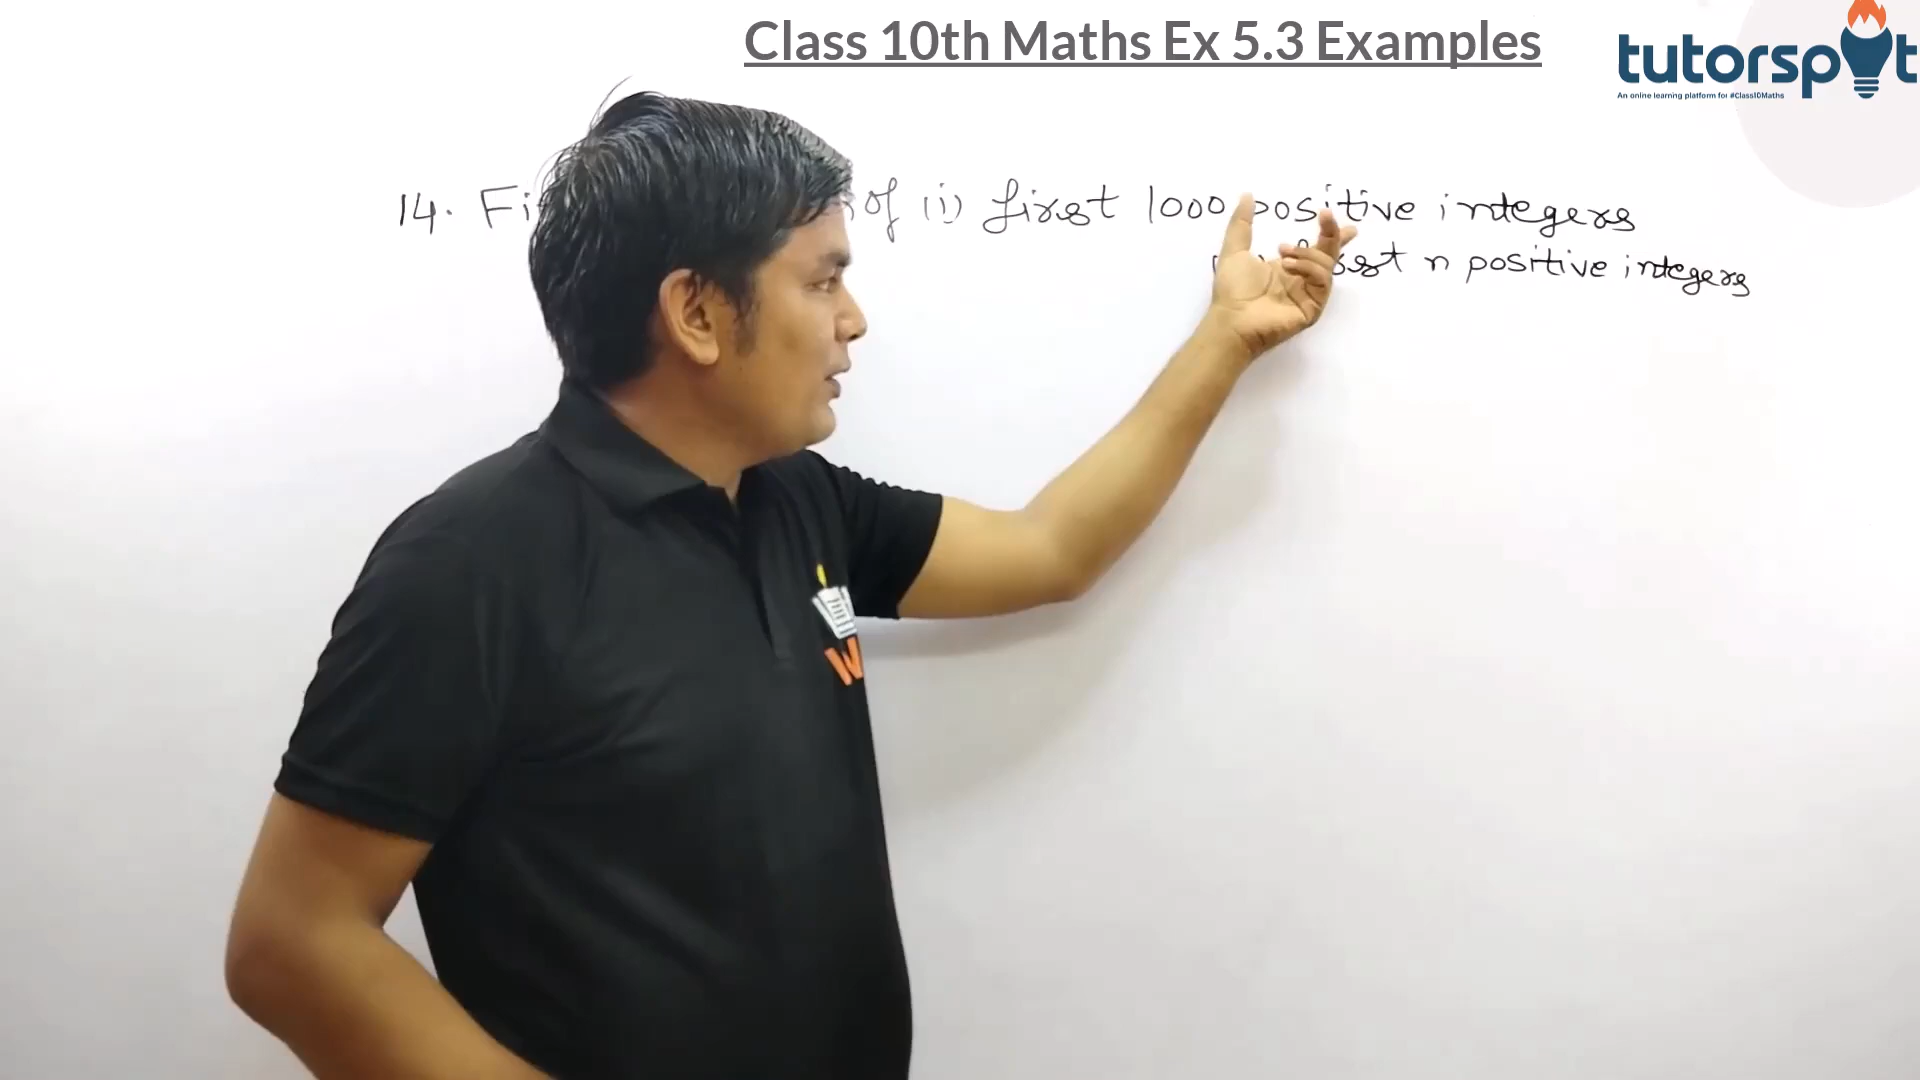 Class 10th Maths Ex 5.3 Examples
tutorspot
An online learning platform for #Class10Maths
14. Fi of (i) first 1000 positive integers
n positive integers
W